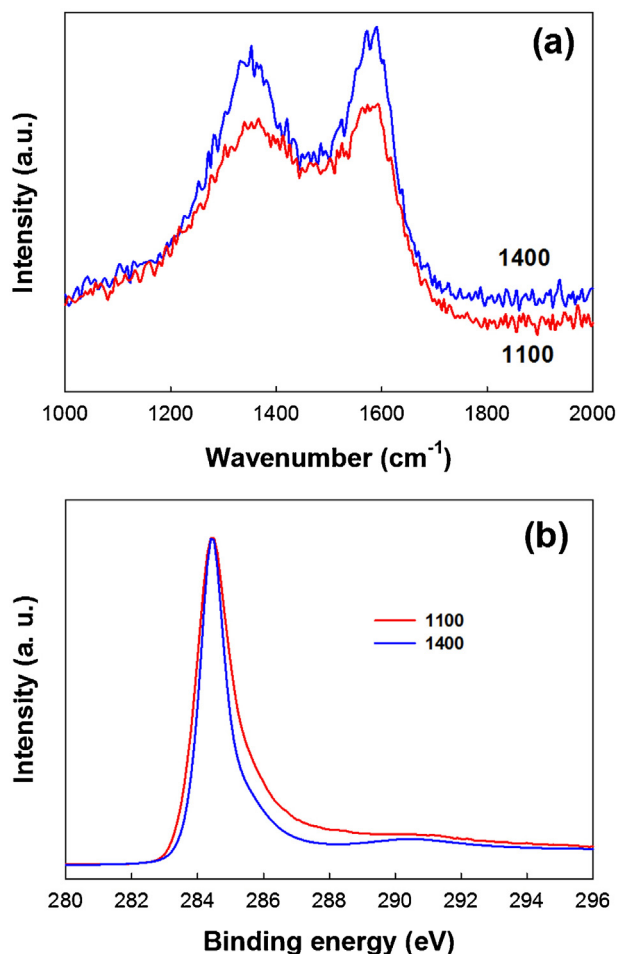 (a)
Intensity (a.u.)
1400
1100
1000 1200 1400 1600 1800 2000
Wavenumber (cm⁻¹)
(b)
Intensity (a. u.)
1100
1400
280 282 284 286 288 290 292 294 296
Binding energy (eV)